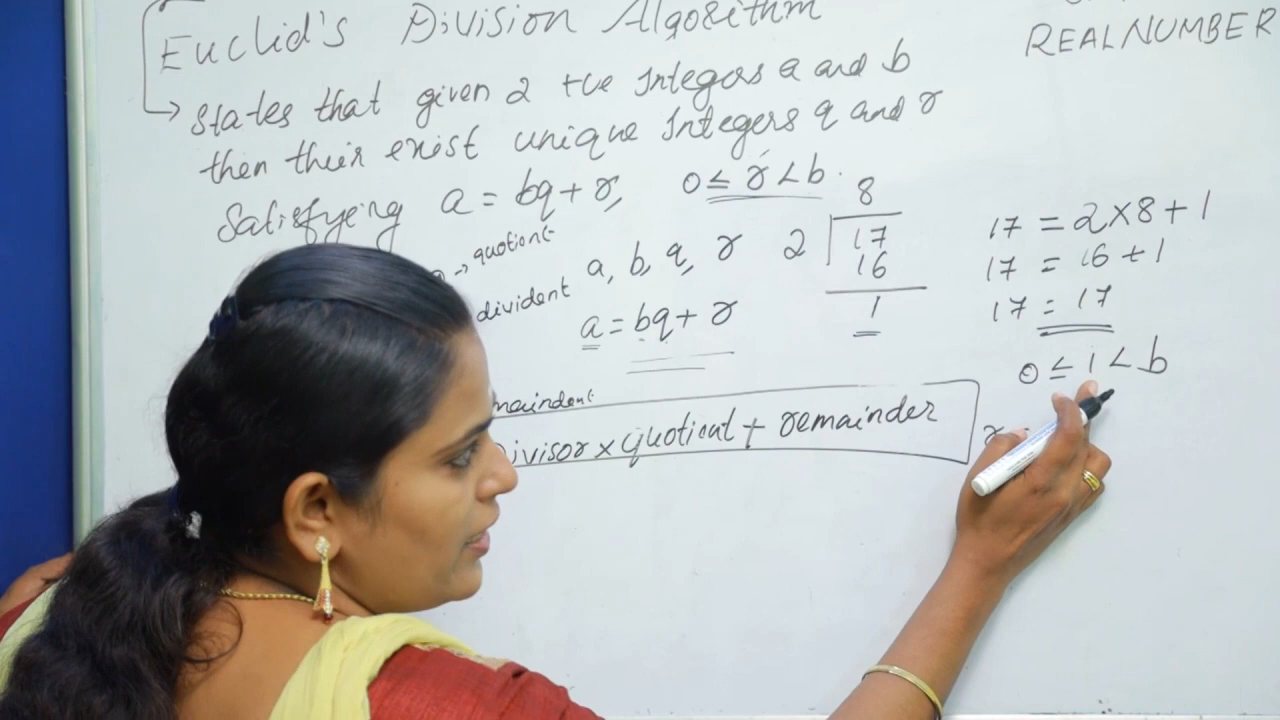 Euclid's Division Algorithm
REALNUMBER
States that given 2 +ve Integers a and b
then their exist unique Integers q and r
Satisfying a = bq + r, 0 ≤ r < b.
→ quotient
divident
a, b, q, r
a = bq + r
8
2 17
16
1
17 = 2×8+1
17 = 16+1
17 = 17
0 ≤ 1 < b
maindent
ivisor × quotient + remainder
r